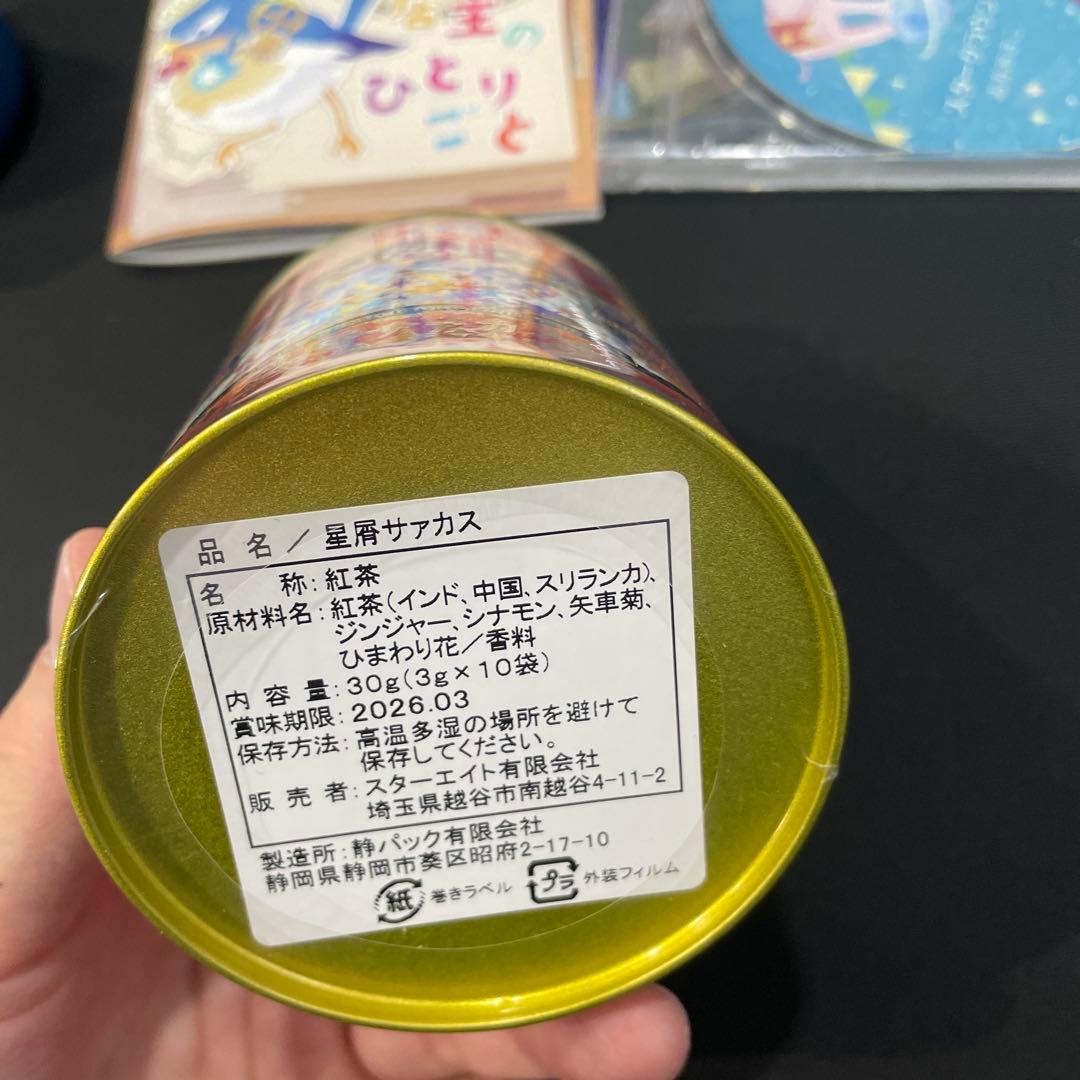 主の
ひとりごと
スターダスト
品名／星屑サァカス
名称：紅茶
原材料名：紅茶（インド、中国、スリランカ）、
ジンジャー、シナモン、矢車菊、
ひまわり花／香料
内容量：30g（3g×10袋）
賞味期限：2026.03
保存方法：高温多湿の場所を避けて
保存してください。
販売者：スターエイト有限会社
埼玉県越谷市南越谷4-11-2
製造所：静パック有限会社
静岡県静岡市葵区昭府2-17-10
紙 巻きラベル プラ 外装フィルム